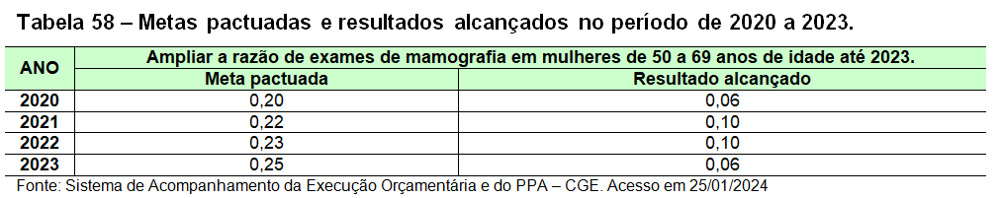 Tabela 58 – Metas pactuadas e resultados alcançados no período de 2020 a 2023.
ANO
Ampliar a razão de exames de mamografia em mulheres de 50 a 69 anos de idade até 2023.
Meta pactuada Resultado alcançado
2020 0,20 0,06
2021 0,22 0,10
2022 0,23 0,10
2023 0,25 0,06
Fonte: Sistema de Acompanhamento da Execução Orçamentária e do PPA – CGE. Acesso em 25/01/2024